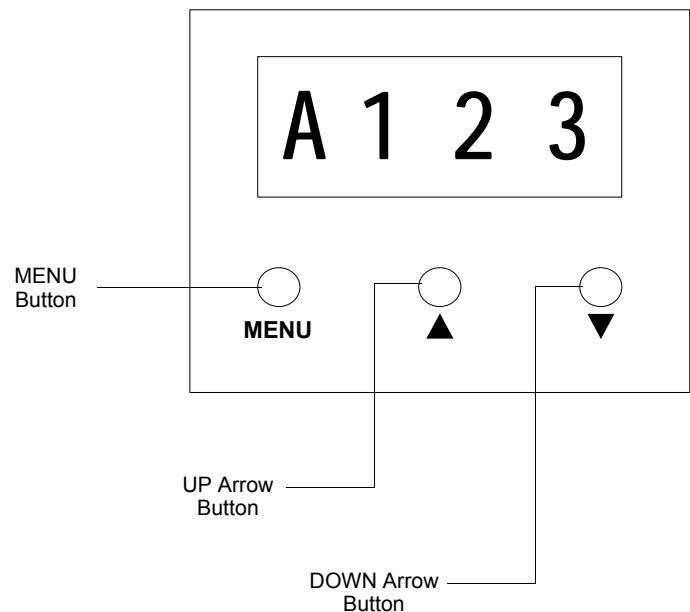 A 1 2 3
MENU
Button
MENU
▲
▼
UP Arrow
Button
DOWN Arrow
Button